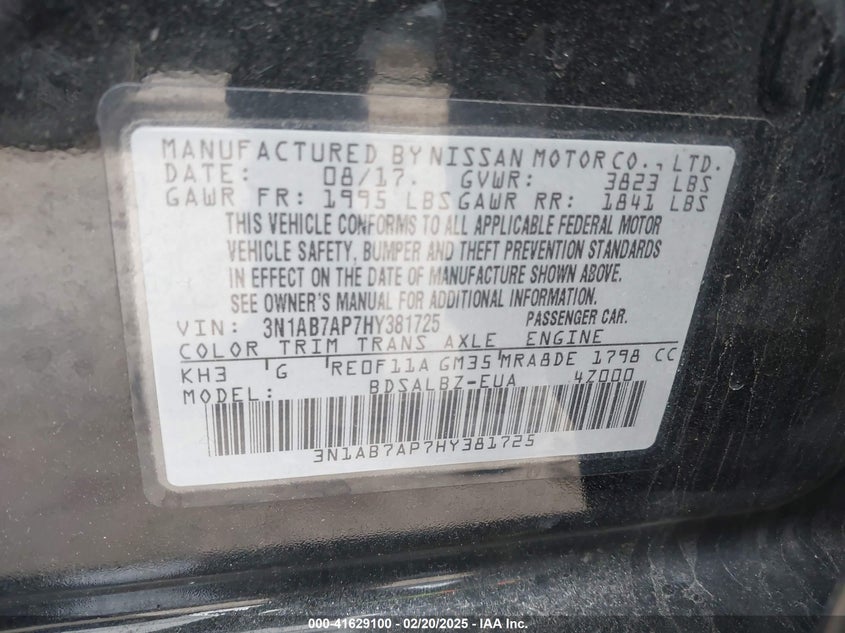 MANUFACTURED BY NISSAN MOTOR CO., LTD.
DATE: 08/17. GVWR: 3823 LBS
GAWR FR: 1995 LBS GAWR RR: 1841 LBS
THIS VEHICLE CONFORMS TO ALL APPLICABLE FEDERAL MOTOR
VEHICLE SAFETY, BUMPER AND THEFT PREVENTION STANDARDS
IN EFFECT ON THE DATE OF MANUFACTURE SHOWN ABOVE.
SEE OWNER'S MANUAL FOR ADDITIONAL INFORMATION.
VIN: 3N1AB7AP7HY381725 PASSENGER CAR.
COLOR TRIM TRANS AXLE ENGINE
KH3 G RE0F11A GM35 MRA8DE 1798 CC
MODEL: BDSALBZ-EUA 4Z000
3N1AB7AP7HY381725
30-41629100 - 02/20/2025 - IAA Inc.